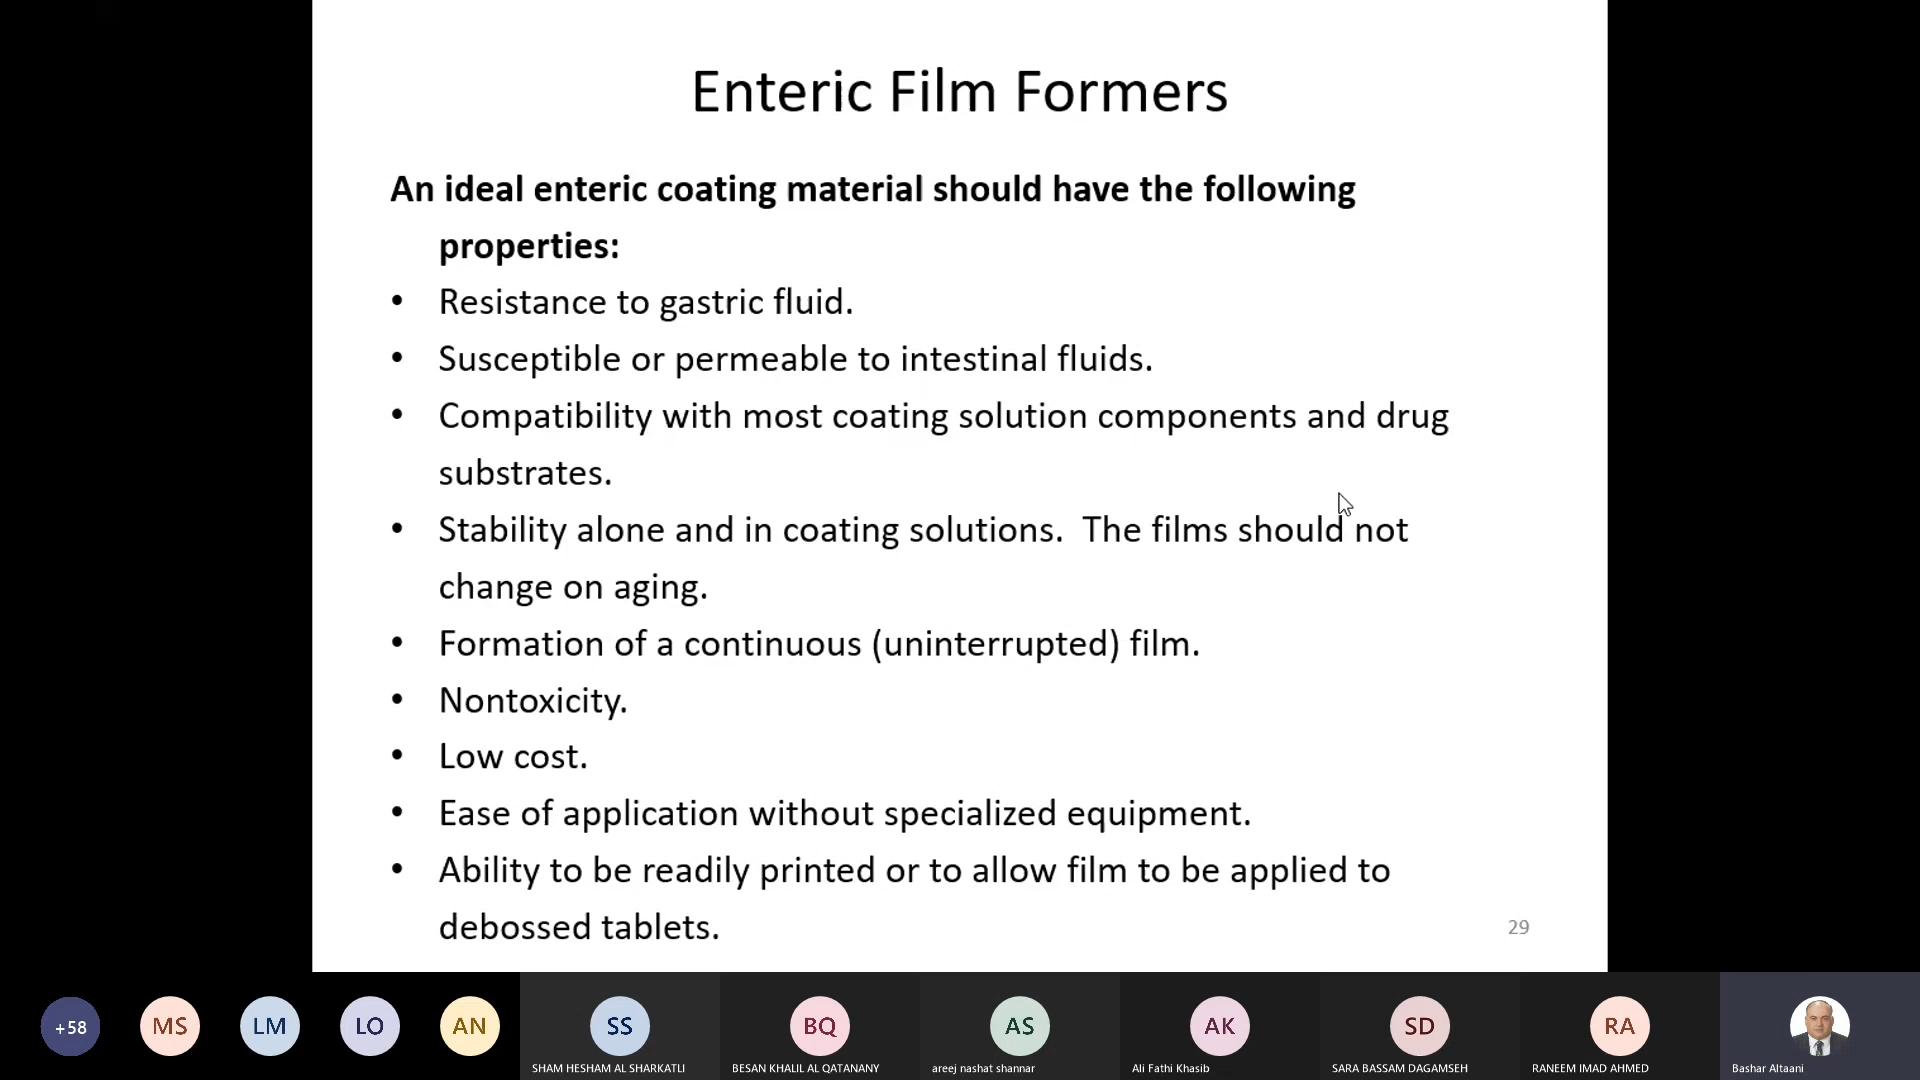 Enteric Film Formers
An ideal enteric coating material should have the following
properties:
• Resistance to gastric fluid.
• Susceptible or permeable to intestinal fluids.
• Compatibility with most coating solution components and drug
substrates.
• Stability alone and in coating solutions.  The films should not
change on aging.
• Formation of a continuous (uninterrupted) film.
• Nontoxicity.
• Low cost.
• Ease of application without specialized equipment.
• Ability to be readily printed or to allow film to be applied to
debossed tablets.
29
+58 MS LM LO AN SS BQ AS AK SD RA
SHAM HESHAM AL SHARKATLI BESAN KHALIL AL QATANANY areej nashat shannar Ali Fathi Khasib SARA BASSAM DAGAMSEH RANEEM IMAD AHMED Bashar Altaani